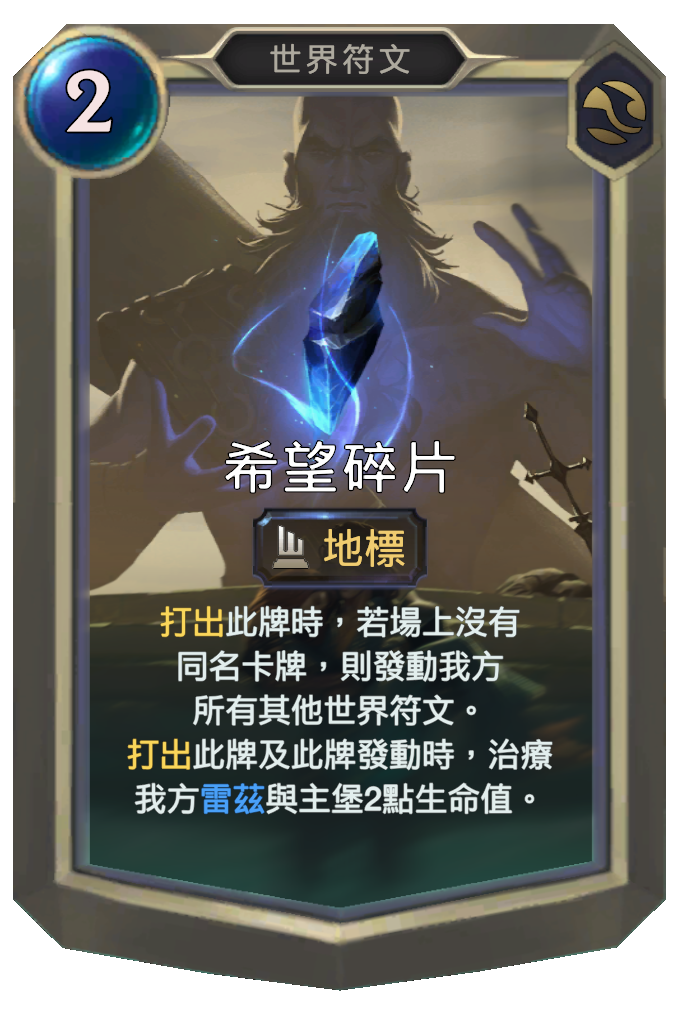 世界符文
2
希望碎片
地標
打出此牌時，若場上沒有
同名卡牌，則發動我方
所有其他世界符文。
打出此牌及此牌發動時，治療
我方雷茲與主堡2點生命值。